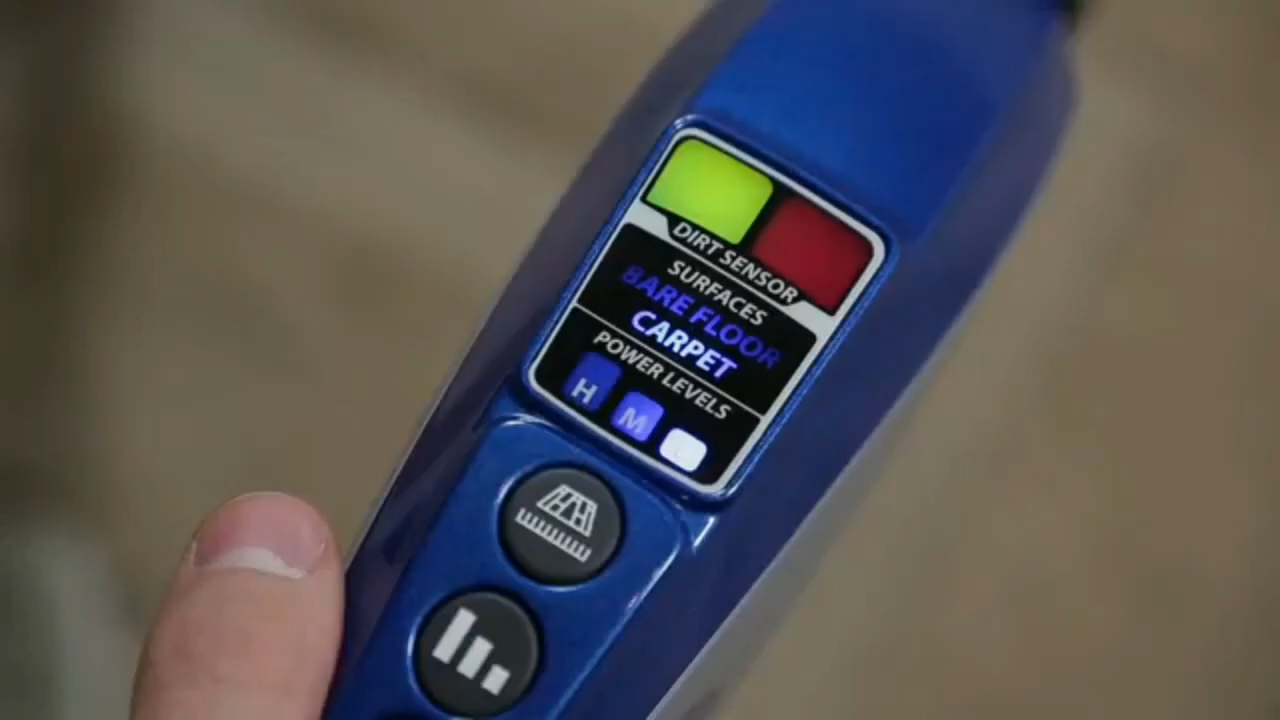 DIRT SENSOR
SURFACES
BARE FLOOR
CARPET
POWER LEVELS
H M